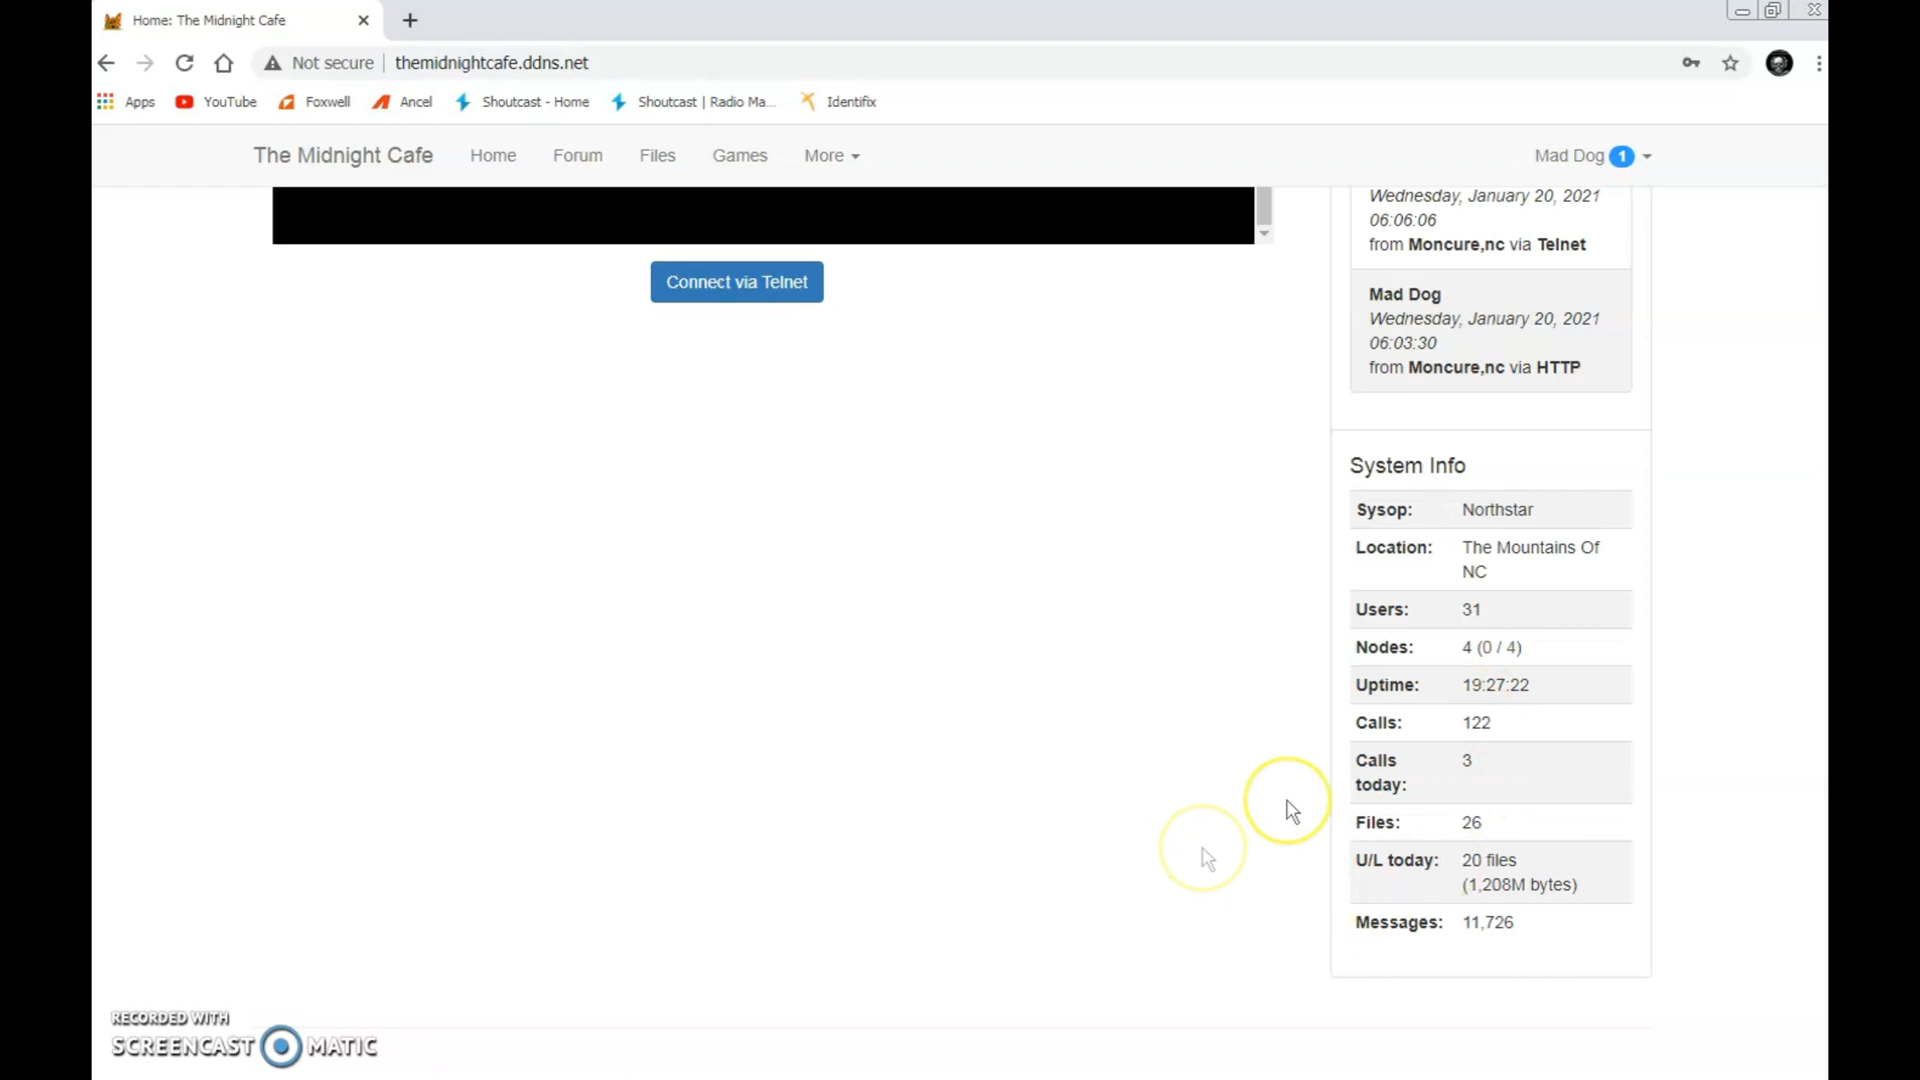 Home: The Midnight Cafe
Not secure themidnightcafe.ddns.net
Apps YouTube Foxwell Ancel Shoutcast - Home Shoutcast | Radio Ma... Identifix
The Midnight Cafe Home Forum Files Games More Mad Dog 1
Wednesday, January 20, 2021
06:06:06
from Moncure,nc via Telnet
Connect via Telnet
Mad Dog
Wednesday, January 20, 2021
06:03:30
from Moncure,nc via HTTP
System Info
Sysop: Northstar
Location: The Mountains Of
NC
Users: 31
Nodes: 4 (0 / 4)
Uptime: 19:27:22
Calls: 122
Calls 3
today:
Files: 26
U/L today: 20 files
(1,208M bytes)
Messages: 11,726
RECORDED WITH
SCREENCAST MATIC